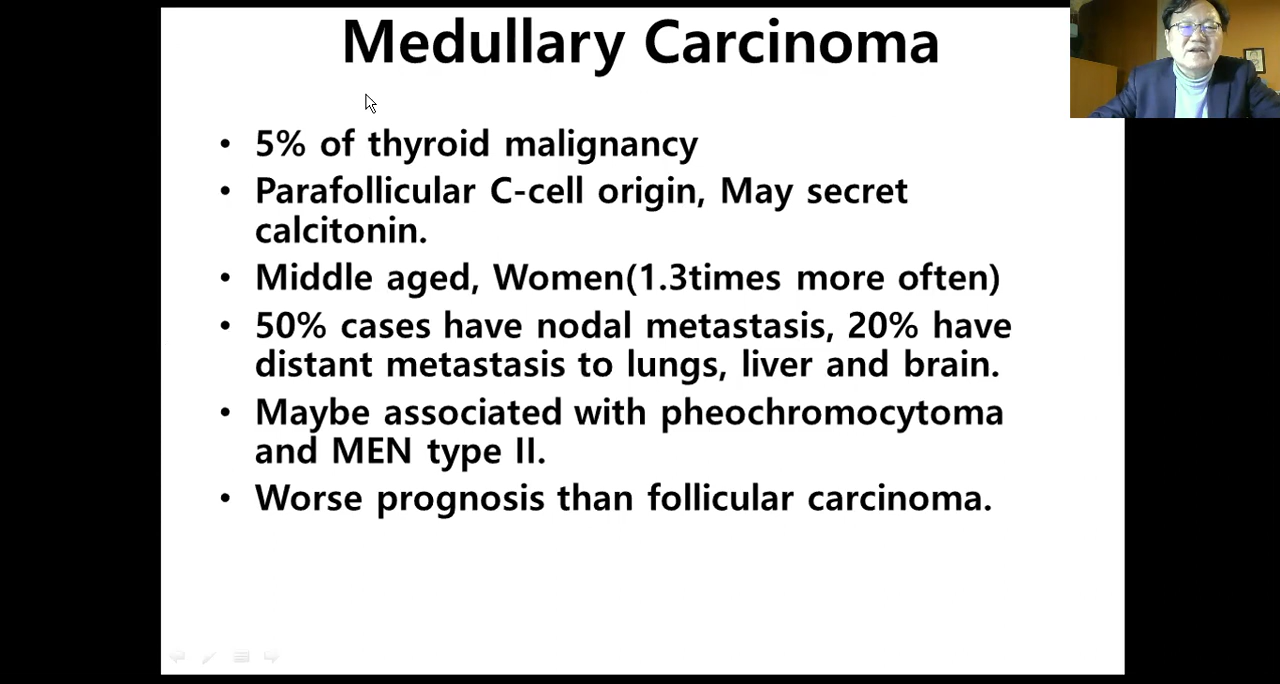 Medullary Carcinoma
• 5% of thyroid malignancy
• Parafollicular C-cell origin, May secret
calcitonin.
• Middle aged, Women(1.3times more often)
• 50% cases have nodal metastasis, 20% have
distant metastasis to lungs, liver and brain.
• Maybe associated with pheochromocytoma
and MEN type II.
• Worse prognosis than follicular carcinoma.